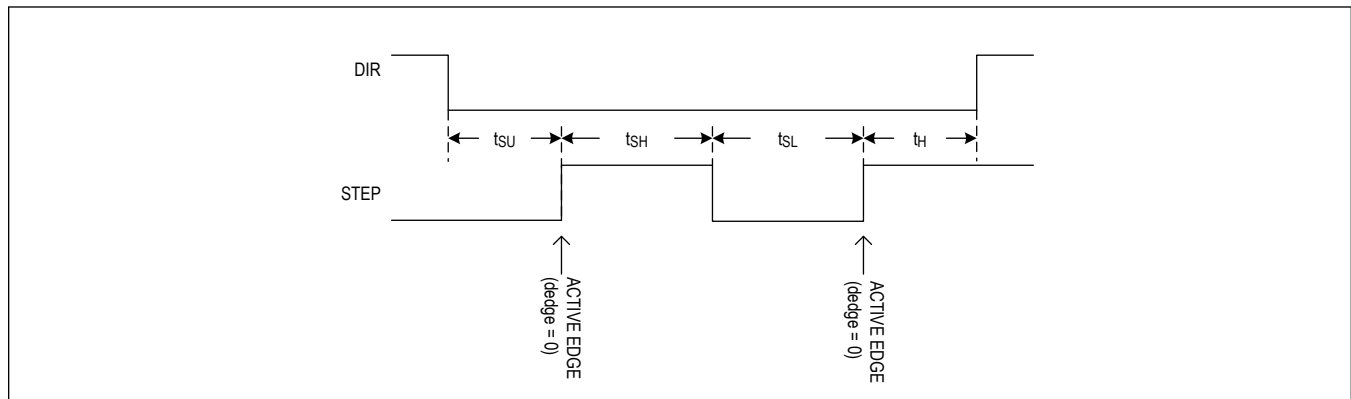 DIR
tSU
tSH
tSL
tH
STEP
ACTIVE EDGE
(dedge = 0)
ACTIVE EDGE
(dedge = 0)